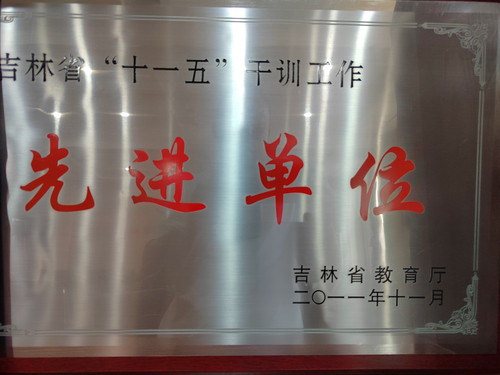 吉林省“十一五”干训工作
先进单位
吉林省教育厅
二〇一一年十一月